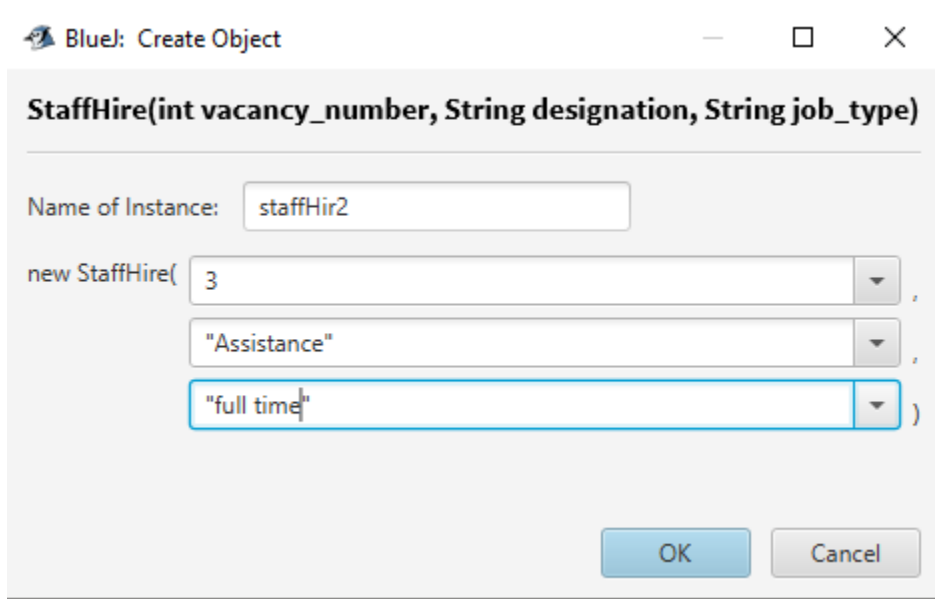 BlueJ: Create Object
StaffHire(int vacancy_number, String designation, String job_type)
Name of Instance: staffHir2
new StaffHire( 3 ,
"Assistance" ,
"full time" )
OK Cancel